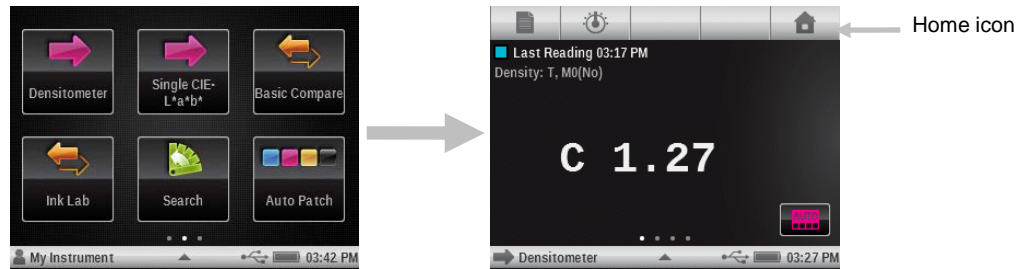 Densitometer
Single CIE-
L*a*b*
Basic Compare
Ink Lab
Search
Auto Patch
My Instrument
03:42 PM
Last Reading 03:17 PM
Density: T, M0(No)
C 1.27
AUTO
Densitometer
03:27 PM
Home icon